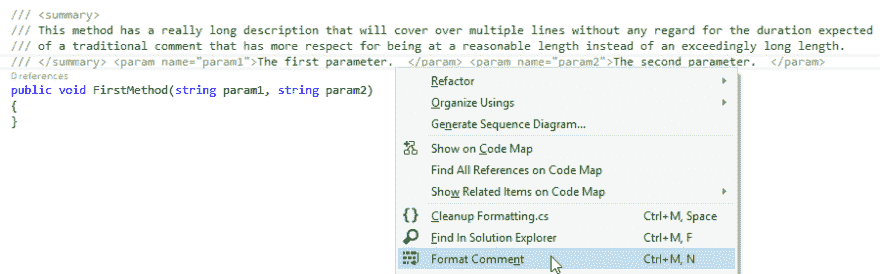 /// <summary>
/// This method has a really long description that will cover over multiple lines without any regard for the duration expected
/// of a traditional comment that has more respect for being at a reasonable length instead of an exceedingly long length.
/// </summary> <param name="param1">The first parameter.  </param> <param name="param2">The second parameter.  </param>
0 references
public void FirstMethod(string param1, string param2)
{
}
Refactor
Organize Usings
Generate Sequence Diagram...
Show on Code Map
Find All References on Code Map
Show Related Items on Code Map
Cleanup Formatting.cs Ctrl+M, Space
Find In Solution Explorer Ctrl+M, F
Format Comment Ctrl+M, N